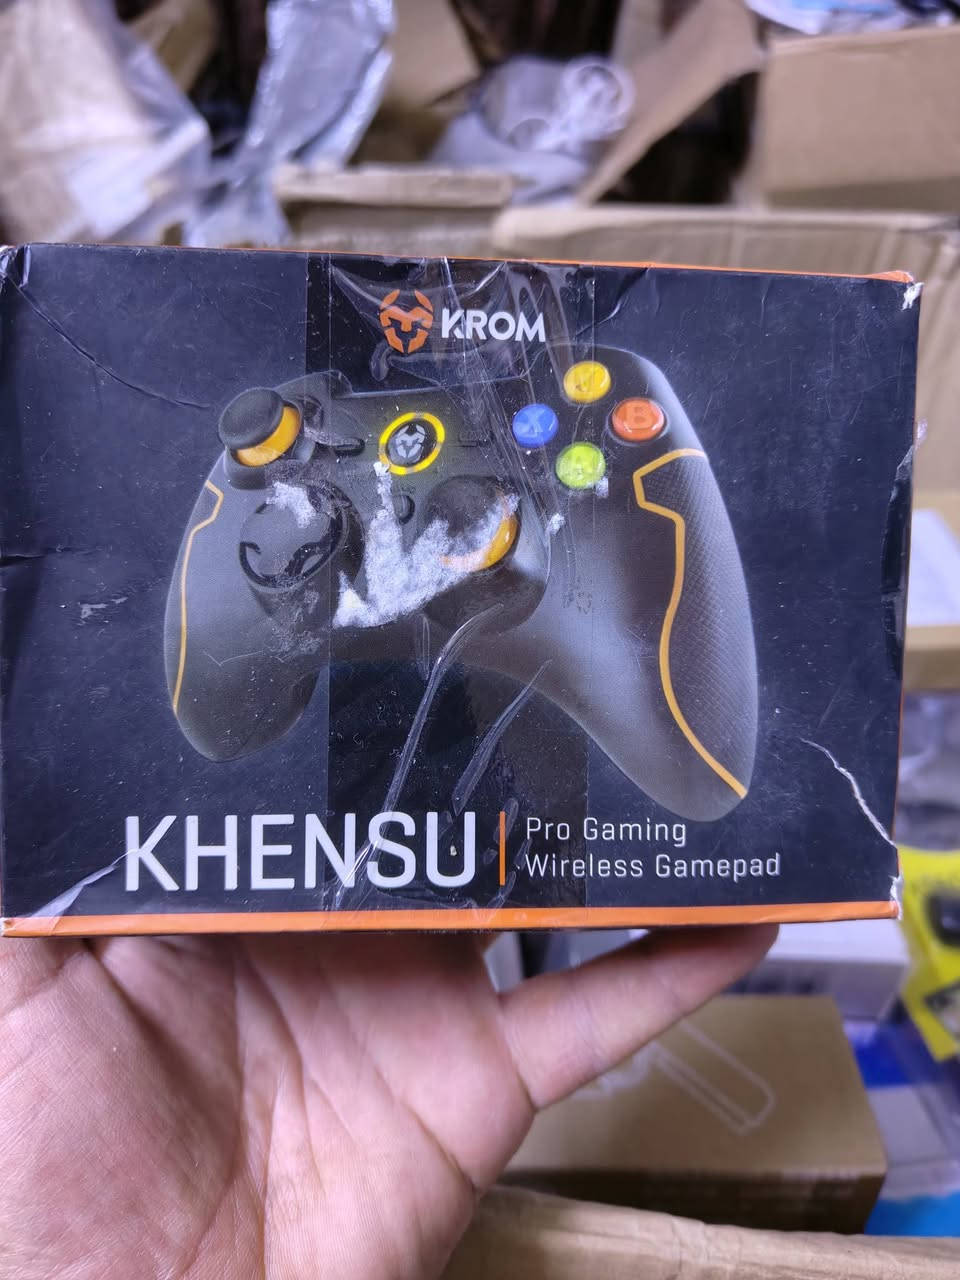 KROM
Y
X
B
A
KHENSU
Pro Gaming
Wireless Gamepad